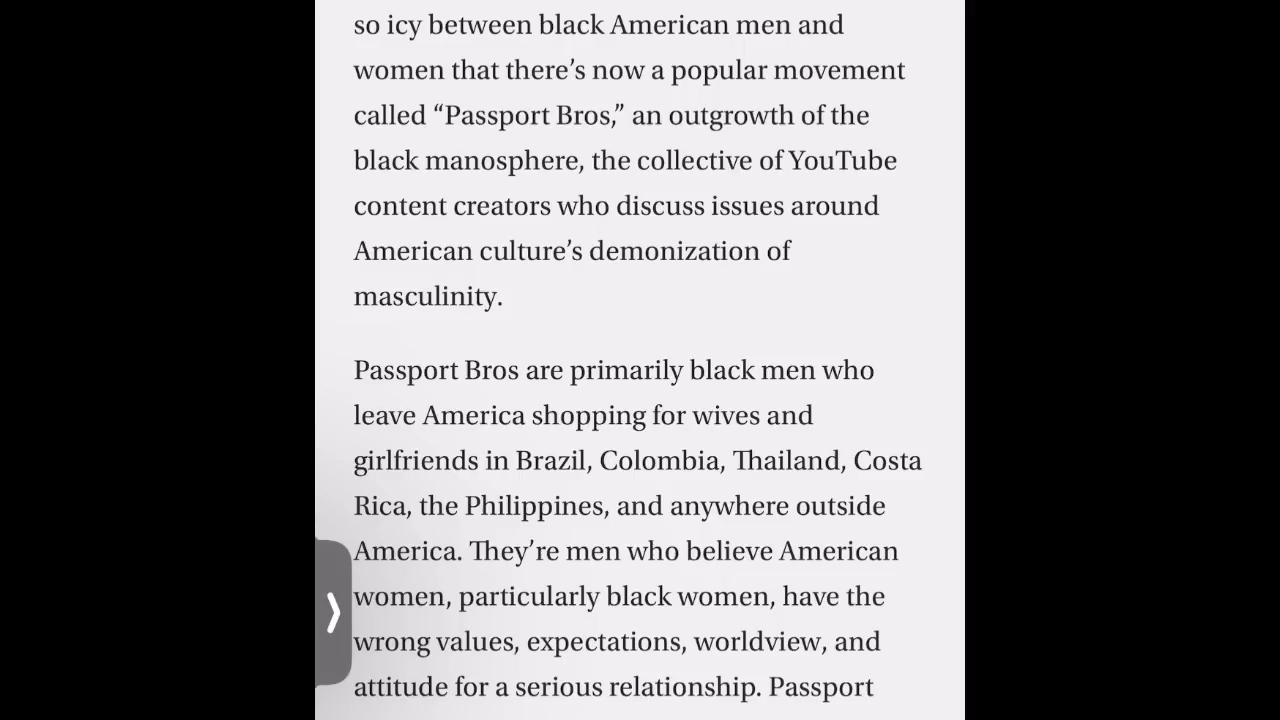 so icy between black American men and
women that there’s now a popular movement
called “Passport Bros,” an outgrowth of the
black manosphere, the collective of YouTube
content creators who discuss issues around
American culture’s demonization of
masculinity.
Passport Bros are primarily black men who
leave America shopping for wives and
girlfriends in Brazil, Colombia, Thailand, Costa
Rica, the Philippines, and anywhere outside
America. They’re men who believe American
women, particularly black women, have the
wrong values, expectations, worldview, and
attitude for a serious relationship. Passport